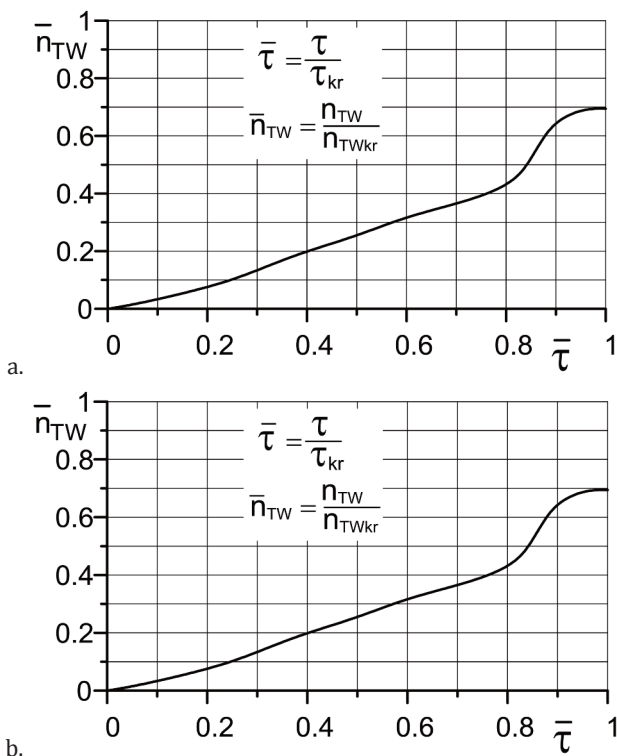 1
n̅TW
0.8
0.6
0.4
0.2
0
τ̅ = τ / τkr
n̅TW = nTW / nTWkr
0 0.2 0.4 0.6 0.8 τ̅ 1
a.
1
n̅TW
0.8
0.6
0.4
0.2
0
τ̅ = τ / τkr
n̅TW = nTW / nTWkr
0 0.2 0.4 0.6 0.8 τ̅ 1
b.